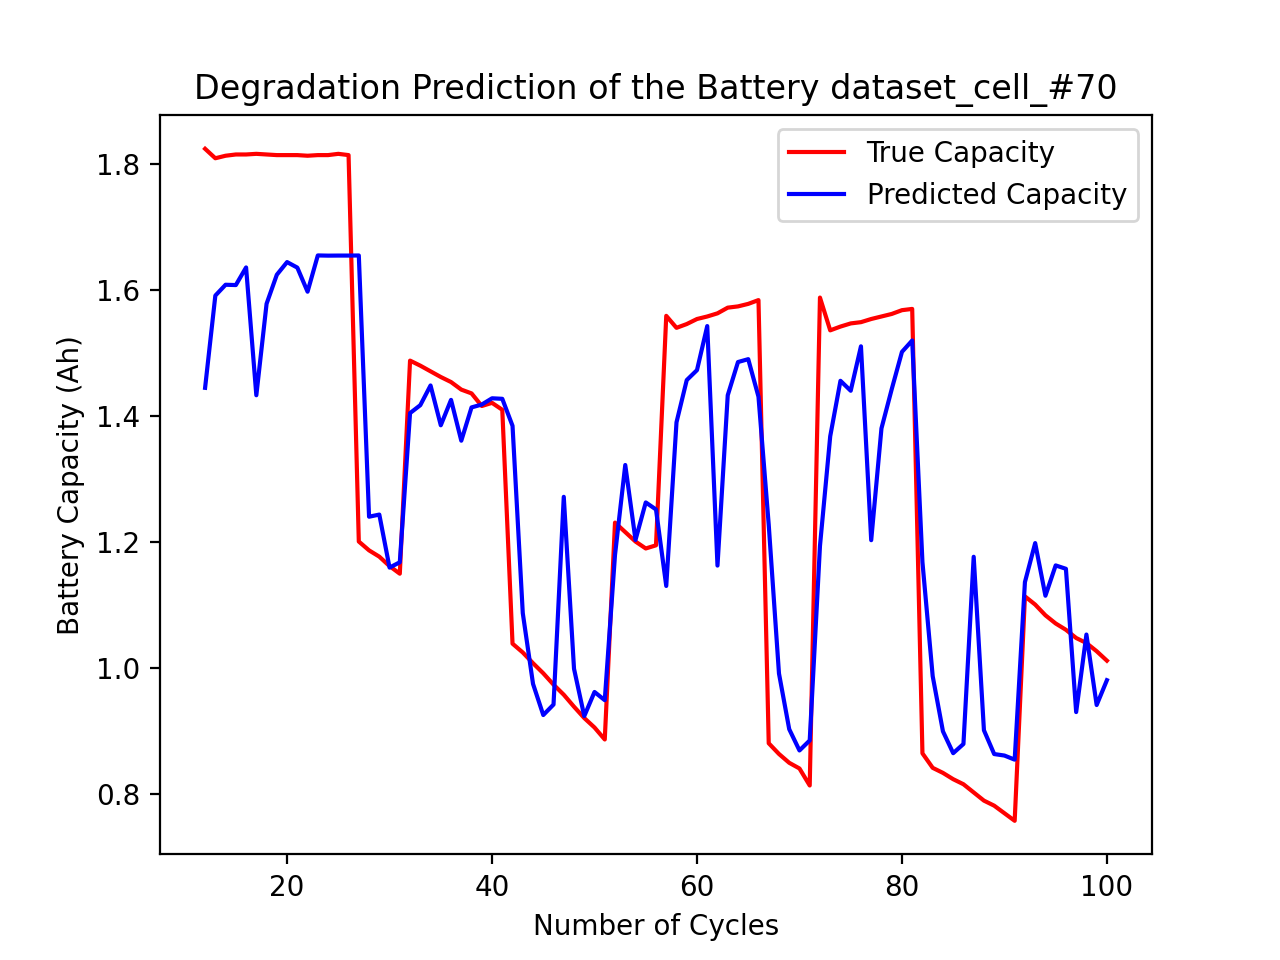 Degradation Prediction of the Battery dataset_cell_#70
True Capacity
Predicted Capacity
Battery Capacity (Ah)
1.8
1.6
1.4
1.2
1.0
0.8
20 40 60 80 100
Number of Cycles